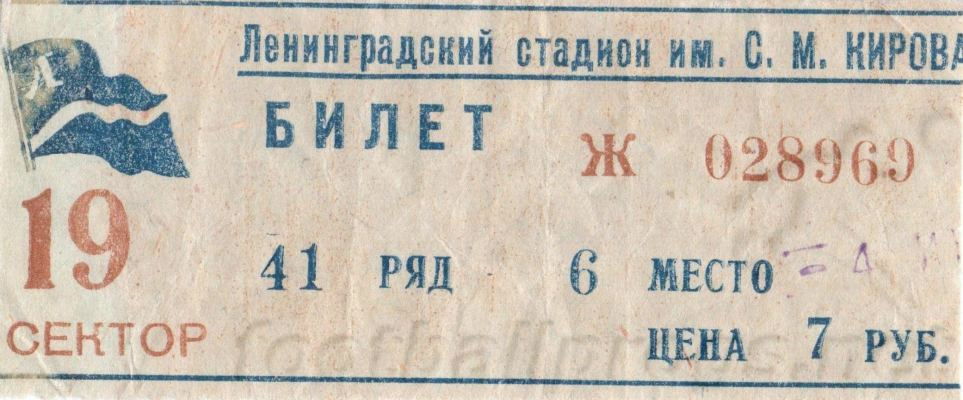 Л
Ленинградский стадион им. С. М. КИРОВА
БИЛЕТ
Ж 028969
19
СЕКТОР
41 РЯД 6 МЕСТО
ЦЕНА 7 РУБ.